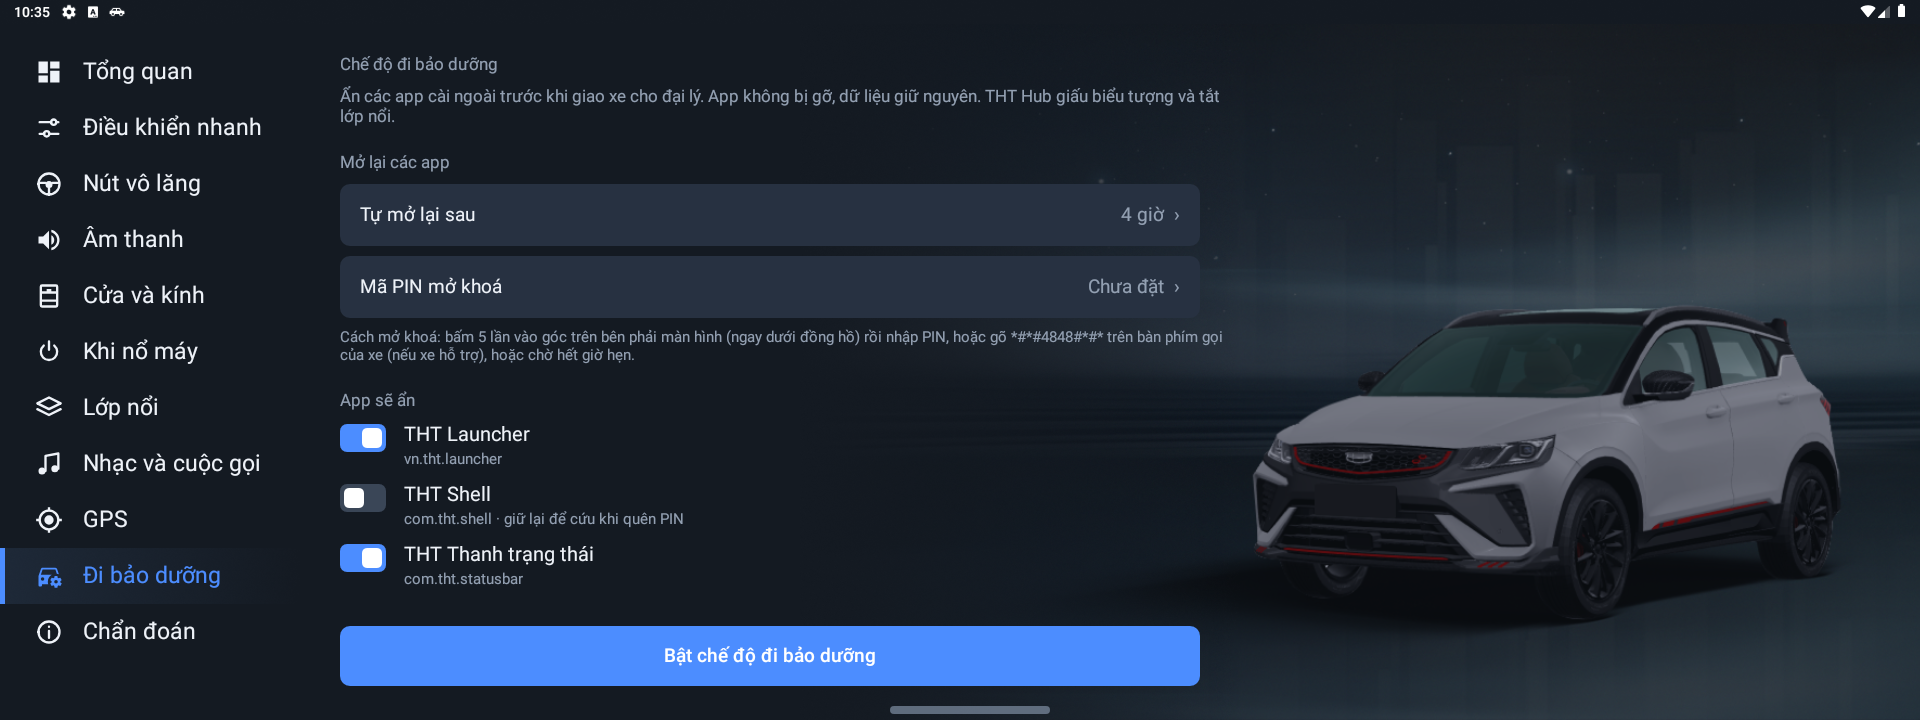 10:35
Tổng quan
Điều khiển nhanh
Nút vô lăng
Âm thanh
Cửa và kính
Khi nổ máy
Lớp nổi
Nhạc và cuộc gọi
GPS
Đi bảo dưỡng
Chẩn đoán
Chế độ đi bảo dưỡng
Ẩn các app cài ngoài trước khi giao xe cho đại lý. App không bị gỡ, dữ liệu giữ nguyên. THT Hub giấu biểu tượng và tắt
lớp nổi.
Mở lại các app
Tự mở lại sau 4 giờ ›
Mã PIN mở khoá Chưa đặt ›
Cách mở khoá: bấm 5 lần vào góc trên bên phải màn hình (ngay dưới đồng hồ) rồi nhập PIN, hoặc gõ *#*#4848#*#* trên bàn phím gọi
của xe (nếu xe hỗ trợ), hoặc chờ hết giờ hẹn.
App sẽ ẩn
THT Launcher
vn.tht.launcher
THT Shell
com.tht.shell · giữ lại để cứu khi quên PIN
THT Thanh trạng thái
com.tht.statusbar
Bật chế độ đi bảo dưỡng